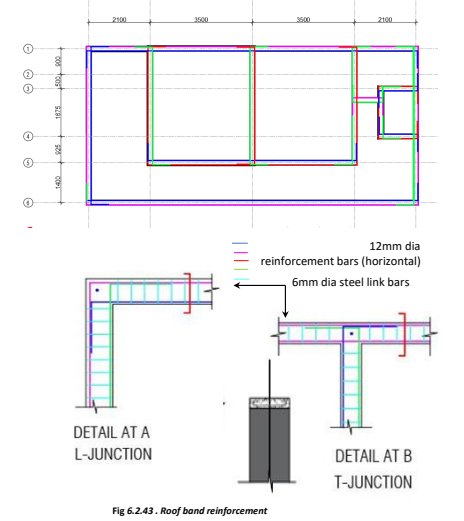 2100 3500 3500 2100
1
900
2
500
3
1675
4
925
5
1400
6
12mm dia
reinforcement bars (horizontal)
6mm dia steel link bars
DETAIL AT A
L-JUNCTION
DETAIL AT B
T-JUNCTION
Fig 6.2.43 . Roof band reinforcement